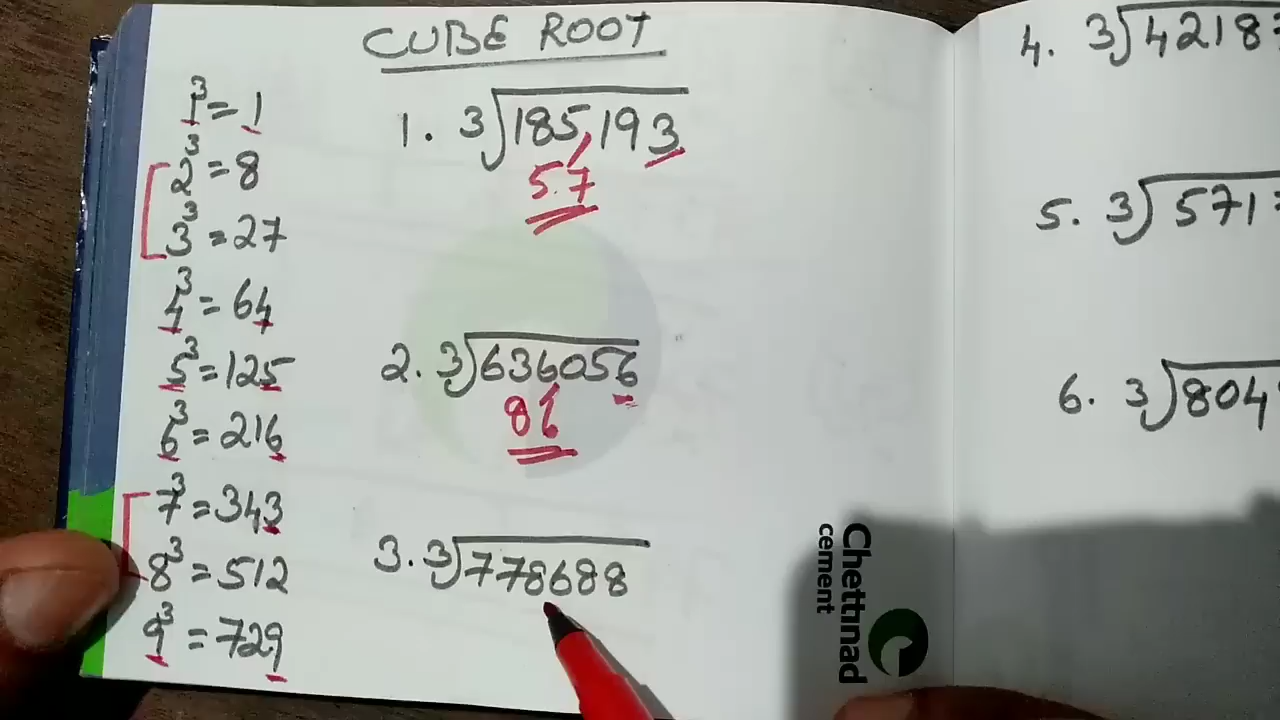 CUBE ROOT
1³ = 1
2³ = 8
3³ = 27
4³ = 64
5³ = 125
6³ = 216
7³ = 343
8³ = 512
9³ = 729
1. ³√185,193
57
2. ³√636056
86
3. ³√778688
Chettinad
cement
4. ³√4218
5. ³√571
6. ³√804